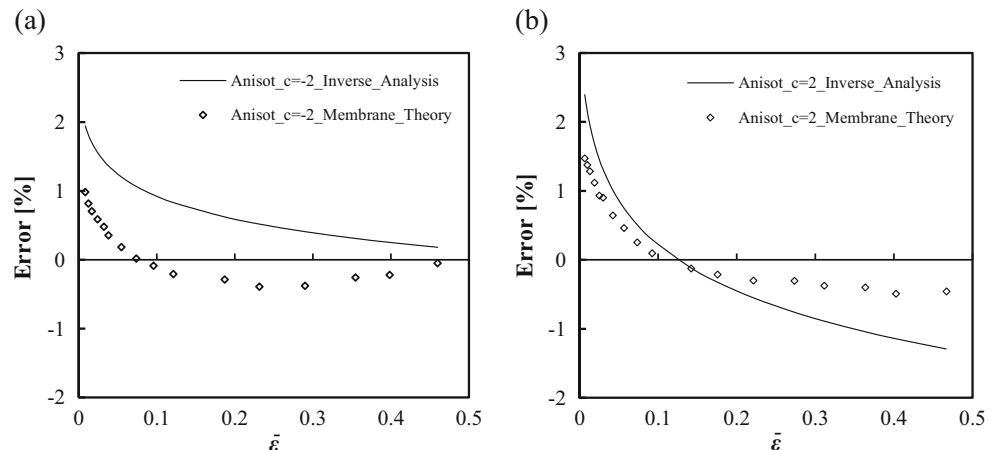 (a)
3
2
1
0
-1
-2
Error [%]
Anisot_c=-2_Inverse_Analysis
Anisot_c=-2_Membrane_Theory
0 0.1 0.2 0.3 0.4 0.5
ε̄
(b)
3
2
1
0
-1
-2
Error [%]
Anisot_c=2_Inverse_Analysis
Anisot_c=2_Membrane_Theory
0 0.1 0.2 0.3 0.4 0.5
ε̄